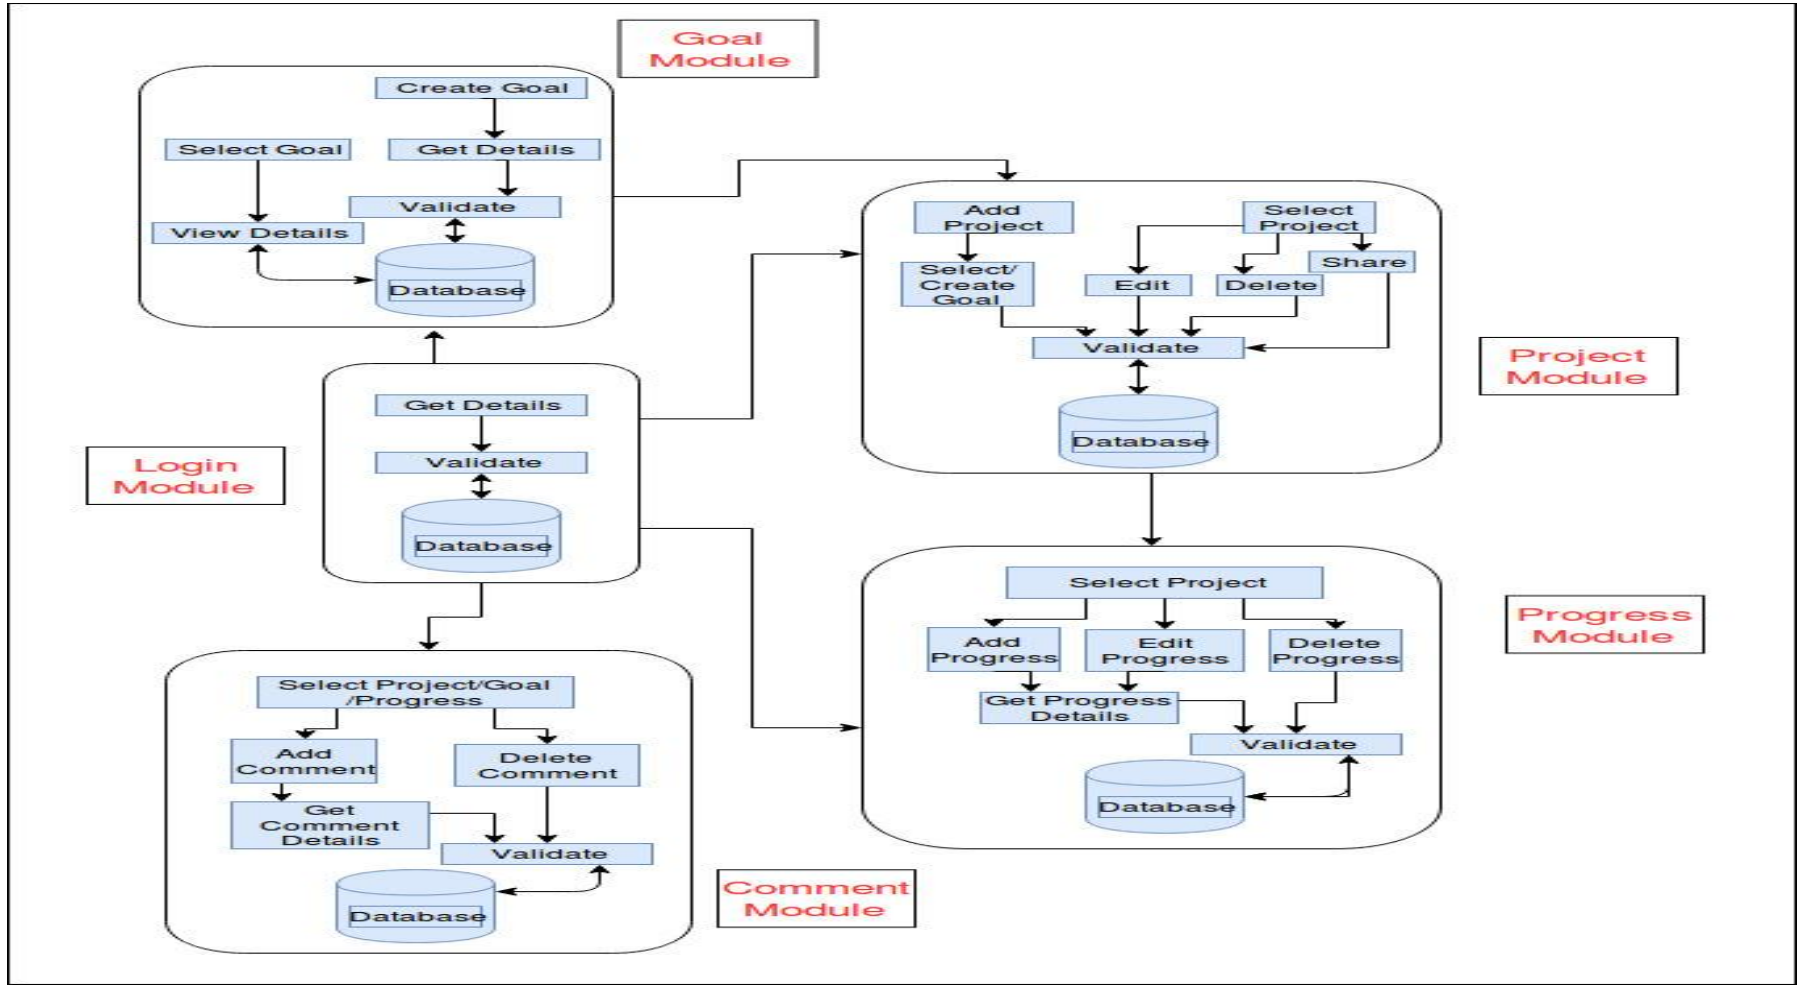 Goal
Module
Create Goal
Select Goal
Get Details
Validate
View Details
Database
Add
Project
Select
Project
Share
Select/
Create
Goal
Edit
Delete
Validate
Database
Project
Module
Get Details
Validate
Database
Login
Module
Select Project
Add
Progress
Edit
Progress
Delete
Progress
Get Progress
Details
Validate
Database
Progress
Module
Select Project/Goal
/Progress
Add
Comment
Delete
Comment
Get
Comment
Details
Validate
Database
Comment
Module